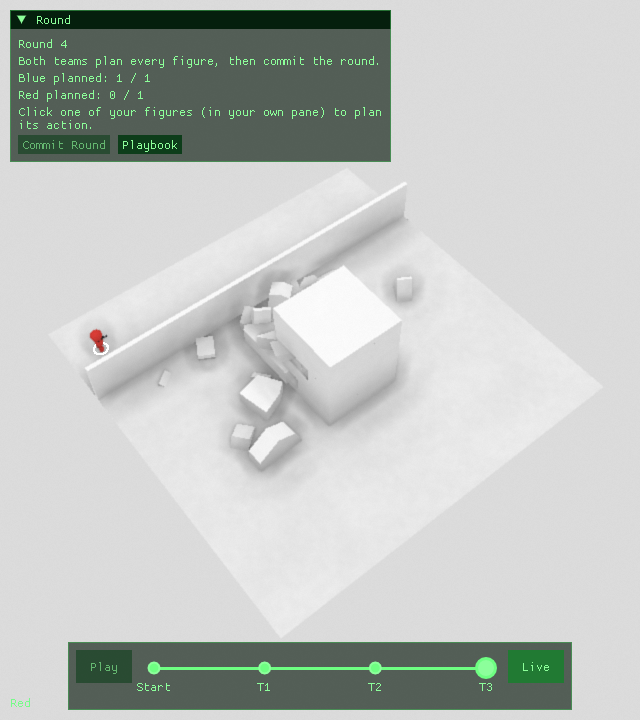 Round
Round 4
Both teams plan every figure, then commit the round.
Blue planned: 1 / 1
Red planned: 0 / 1
Click one of your figures (in your own pane) to plan
its action.
Commit Round Playbook
Play Live
Start T1 T2 T3
Red